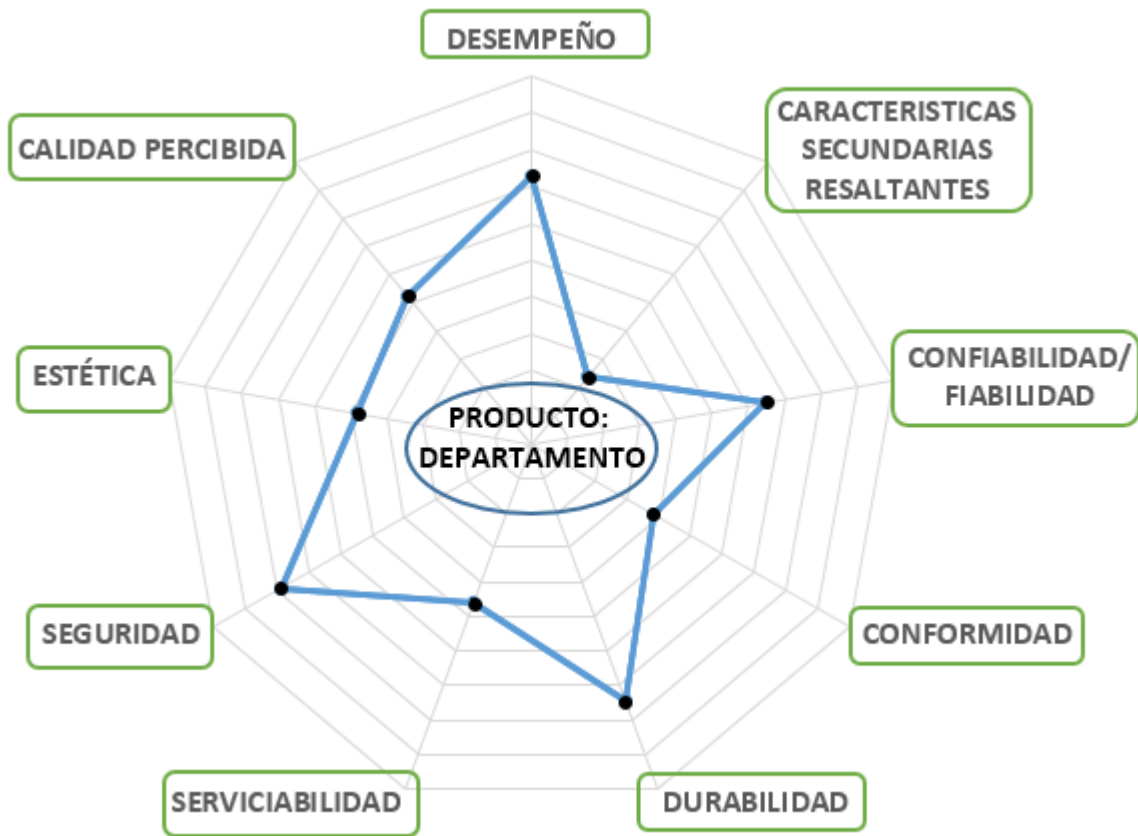 DESEMPEÑO
CARACTERISTICAS
SECUNDARIAS
RESALTANTES
CALIDAD PERCIBIDA
CONFIABILIDAD/
FIABILIDAD
ESTÉTICA
PRODUCTO:
DEPARTAMENTO
SEGURIDAD
CONFORMIDAD
SERVICIABILIDAD
DURABILIDAD